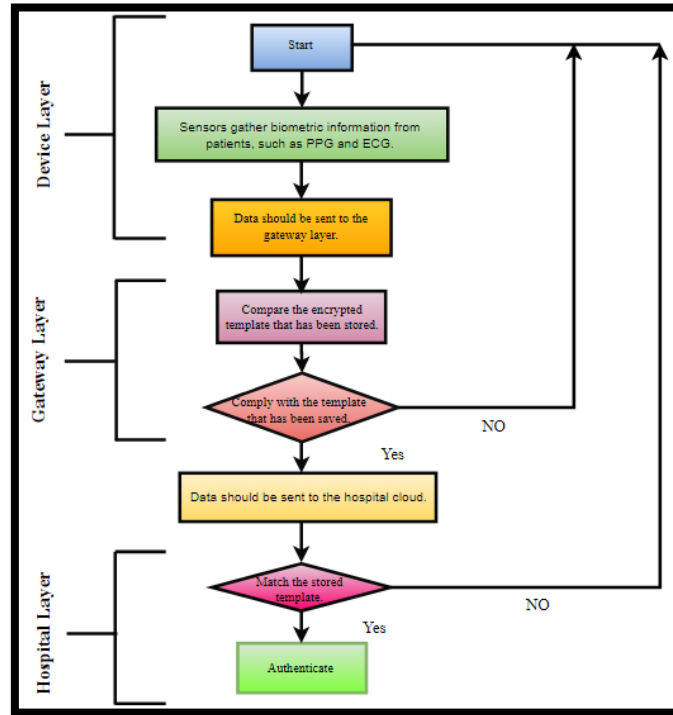 Device Layer
Start
Sensors gather biometric information from
patients, such as PPG and ECG.
Data should be sent to the
gateway layer.
Gateway Layer
Compare the encrypted
template that has been stored.
Comply with the template
that has been saved.
NO
Yes
Data should be sent to the hospital cloud.
Hospital Layer
Match the stored
template.
NO
Yes
Authenticate